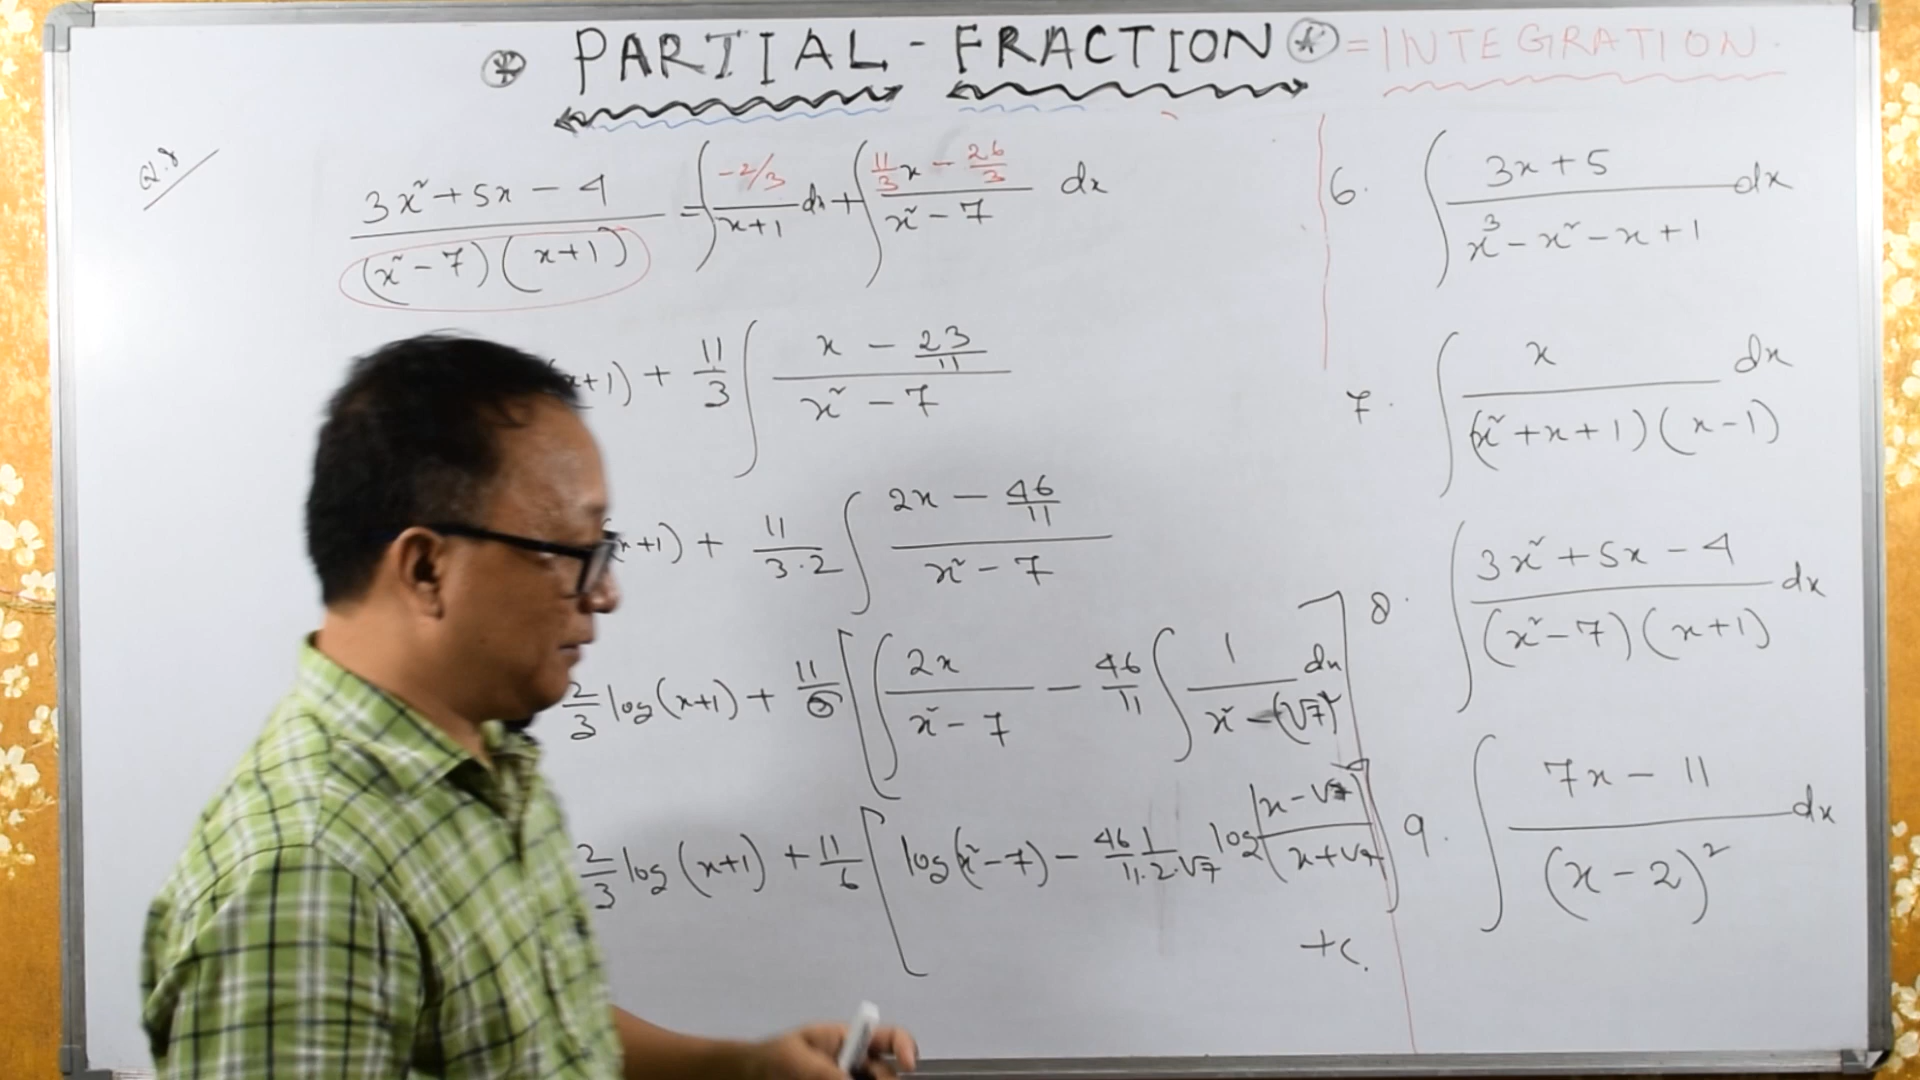 * PARTIAL - FRACTION * = INTEGRATION.
Q.8
(3x² + 5x - 4)/((x² - 7)(x+1)) = ∫ (-2/3)/(x+1) dx + ∫ (11/3 x - 26/3)/(x² - 7) dx
x+1) + 11/3 ∫ (x - 23/11)/(x² - 7)
(x+1) + 11/(3.2) ∫ (2x - 46/11)/(x² - 7)
2/3 log(x+1) + 11/6 [∫ 2x/(x² - 7) - 46/11 ∫ 1/(x² - (√7)²) dx]
2/3 log (x+1) + 11/6 [log(x² - 7) - 46/11 1/(2.√7) log (x - √7)/(x + √7)]
+c.
6. ∫ (3x + 5)/(x³ - x² - x + 1) dx
7. ∫ x/((x² + x + 1)(x - 1)) dx
8. ∫ (3x² + 5x - 4)/((x² - 7)(x + 1)) dx
9. ∫ (7x - 11)/(x - 2)² dx